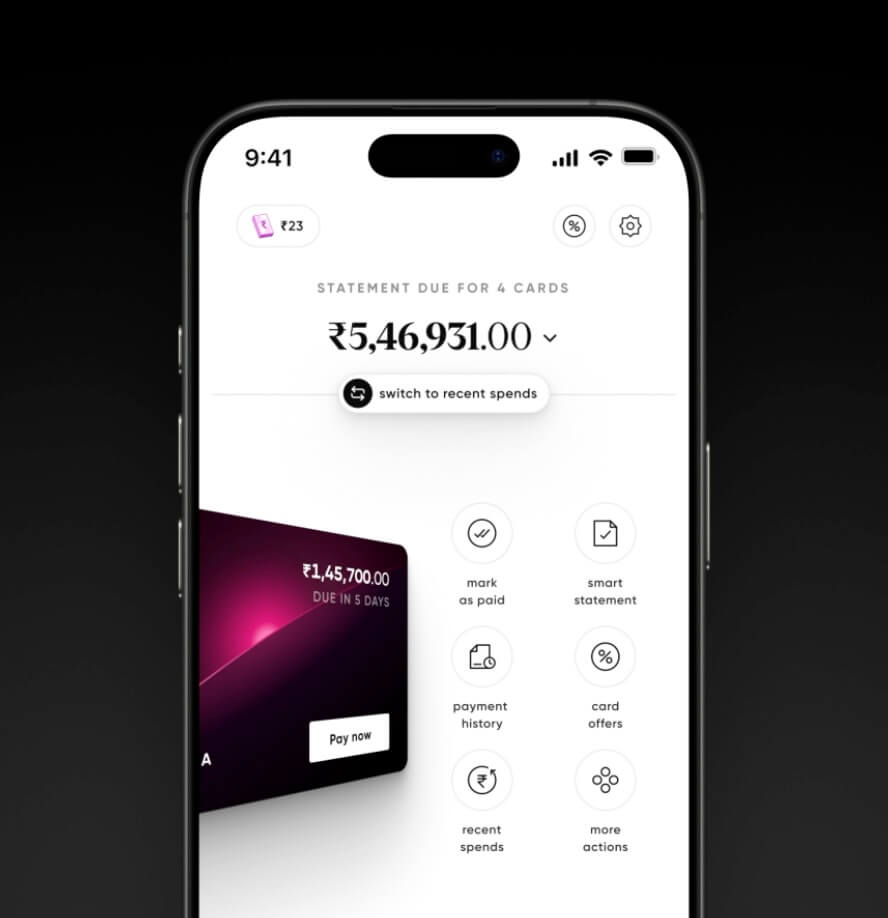 9:41
₹23
STATEMENT DUE FOR 4 CARDS
₹5,46,931.00
switch to recent spends
₹1,45,700.00
DUE IN 5 DAYS
Pay now
A
mark
as paid
smart
statement
payment
history
card
offers
recent
spends
more
actions